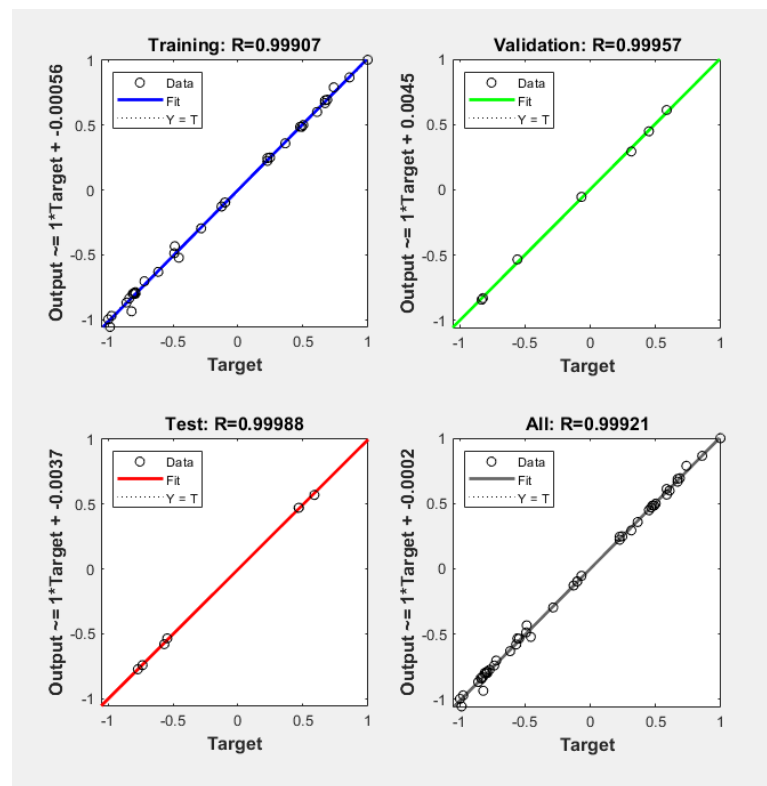 Training: R=0.99907
Output ~= 1*Target + -0.00056
1
0.5
0
-0.5
-1
Data
Fit
Y = T
-1
-0.5
0
0.5
1
Target
Validation: R=0.99957
Output ~= 1*Target + 0.0045
1
0.5
0
-0.5
-1
Data
Fit
Y = T
-1
-0.5
0
0.5
1
Target
Test: R=0.99988
Output ~= 1*Target + -0.0037
1
0.5
0
-0.5
-1
Data
Fit
Y = T
-1
-0.5
0
0.5
1
Target
All: R=0.99921
Output ~= 1*Target + -0.0002
1
0.5
0
-0.5
-1
Data
Fit
Y = T
-1
-0.5
0
0.5
1
Target